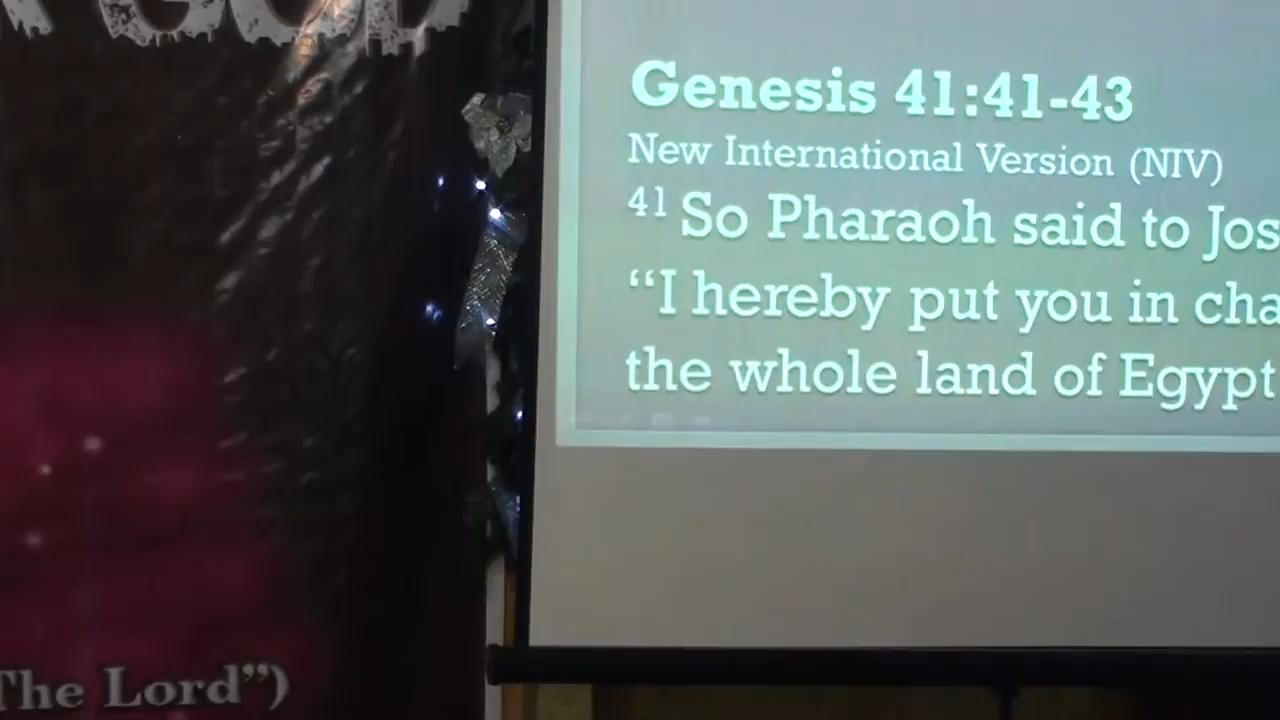 GOD
Genesis 41:41-43
New International Version (NIV)
41 So Pharaoh said to Jos
“I hereby put you in cha
the whole land of Egypt
The Lord”)